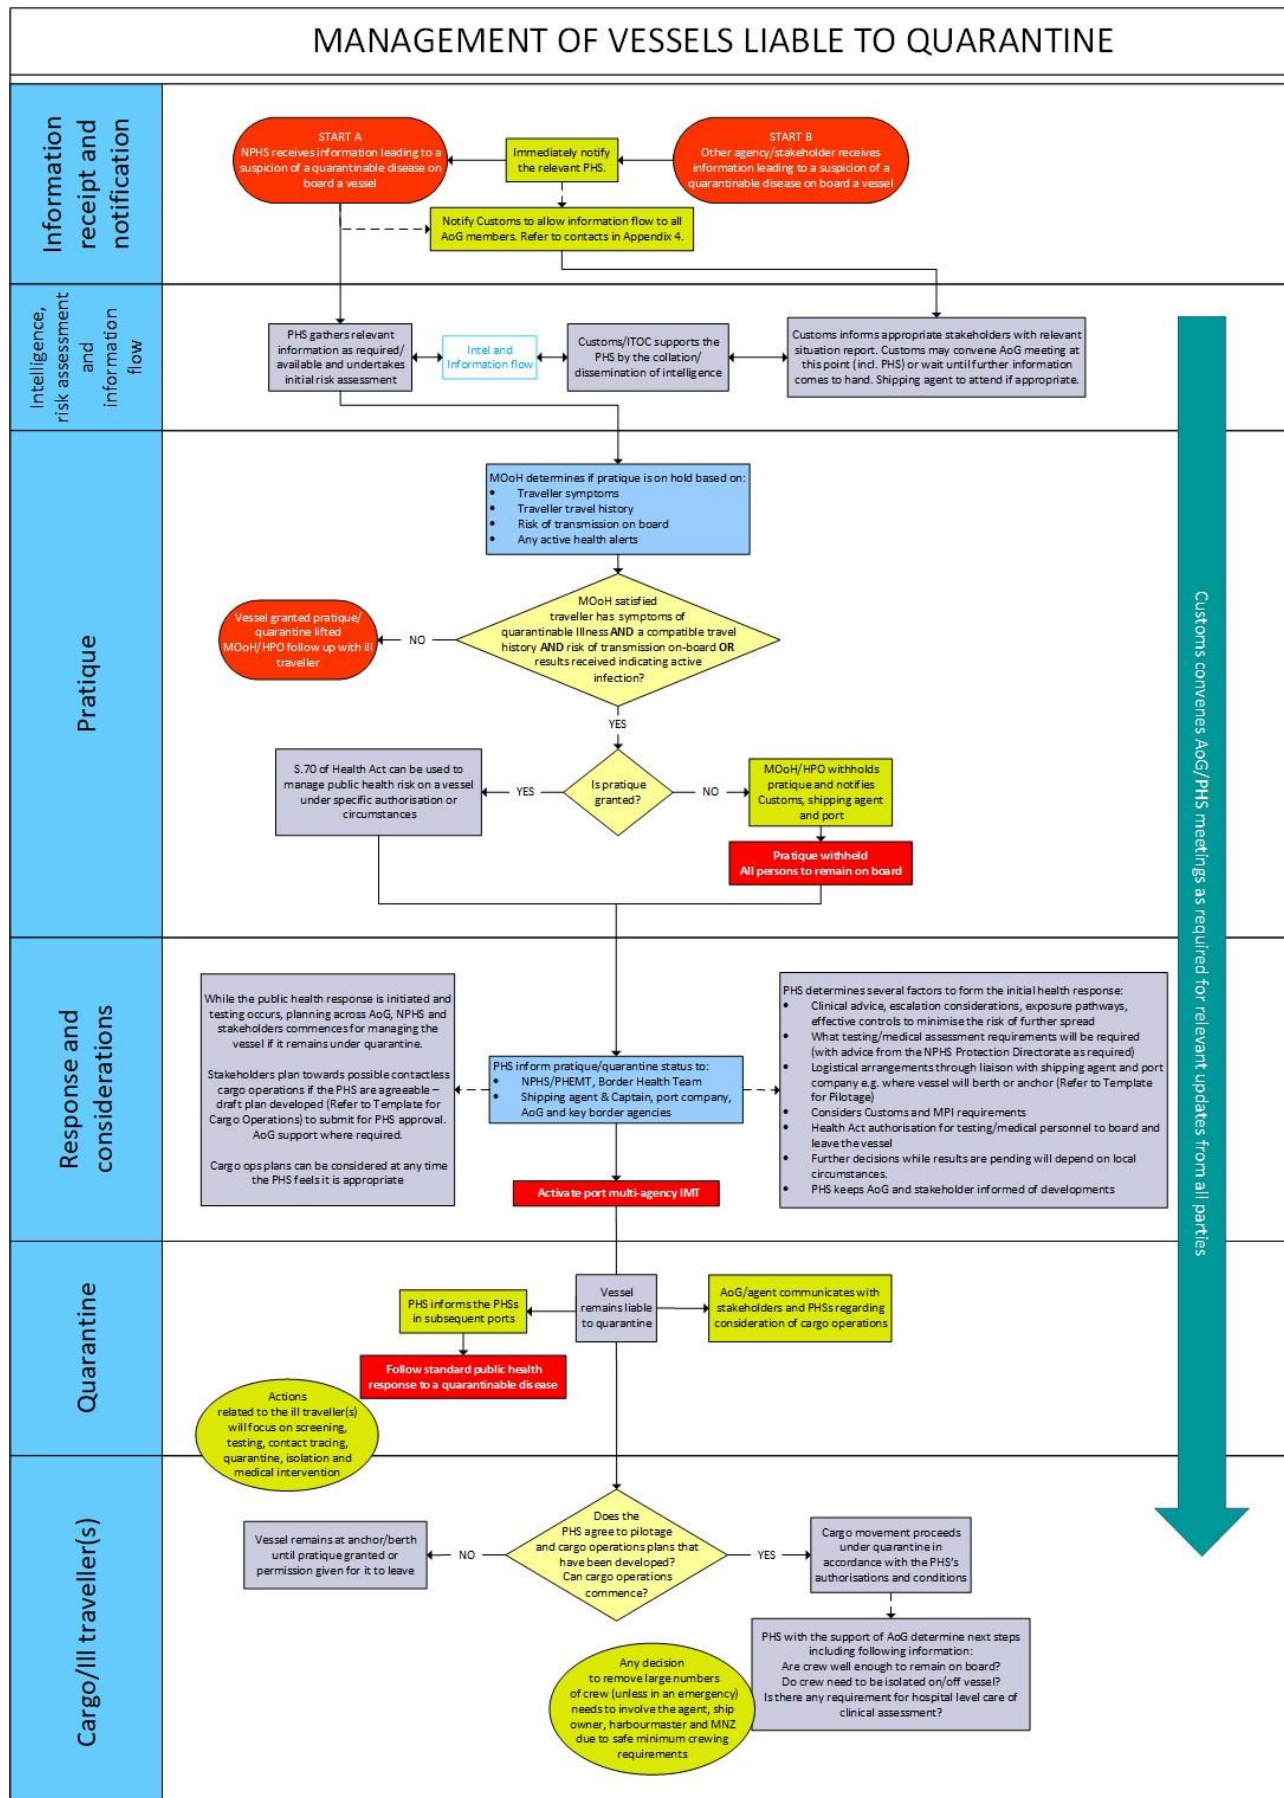 MANAGEMENT OF VESSELS LIABLE TO QUARANTINE
Information
receipt and
notification
START A
NPHS receives information leading to a
suspicion of a quarantinable disease on
board a vessel
Immediately notify
the relevant PHS.
START B
Other agency/stakeholder receives
information leading to a suspicion of a
quarantinable disease on board a vessel
Notify Customs to allow information flow to all
AoG members. Refer to contacts in Appendix 4.
Intelligence,
risk assessment
and
information
flow
PHS gathers relevant
information as required/
available and undertakes
initial risk assessment
Intel and
Information flow
Customs/ITOC supports the
PHS by the collation/
dissemination of intelligence
Customs informs appropriate stakeholders with relevant
situation report. Customs may convene AoG meeting at
this point (incl. PHS) or wait until further information
comes to hand. Shipping agent to attend if appropriate.
Customs convenes AoG/PHS meetings as required for relevant updates from all parties
Pratique
MOoH determines if pratique is on hold based on:
• Traveller symptoms
• Traveller travel history
• Risk of transmission on board
• Any active health alerts
MOoH satisfied
traveller has symptoms of
quarantinable Illness AND a compatible travel
history AND risk of transmission on-board OR
results received indicating active
infection?
NO
Vessel granted pratique/
quarantine lifted
MOoH/HPO follow up with ill
traveller
YES
Is pratique
granted?
YES
S.70 of Health Act can be used to
manage public health risk on a vessel
under specific authorisation or
circumstances
NO
MOoH/HPO withholds
pratique and notifies
Customs, shipping agent
and port
Pratique withheld
All persons to remain on board
Response and
considerations
While the public health response is initiated and
testing occurs, planning across AoG, NPHS and
stakeholders commences for managing the
vessel if it remains under quarantine.
Stakeholders plan towards possible contactless
cargo operations if the PHS are agreeable –
draft plan developed (Refer to Template for
Cargo Operations) to submit for PHS approval.
AoG support where required.
Cargo ops plans can be considered at any time
the PHS feels it is appropriate
PHS inform pratique/quarantine status to:
• NPHS/PHEMT, Border Health Team
• Shipping agent & Captain, port company,
AoG and key border agencies
Activate port multi-agency IMT
PHS determines several factors to form the initial health response:
• Clinical advice, escalation considerations, exposure pathways,
effective controls to minimise the risk of further spread
• What testing/medical assessment requirements will be required
(with advice from the NPHS Protection Directorate as required)
• Logistical arrangements through liaison with shipping agent and port
company e.g. where vessel will berth or anchor (Refer to Template
for Pilotage)
• Considers Customs and MPI requirements
• Health Act authorisation for testing/medical personnel to board and
leave the vessel
• Further decisions while results are pending will depend on local
circumstances.
• PHS keeps AoG and stakeholder informed of developments
Quarantine
PHS informs the PHSs
in subsequent ports
Vessel
remains liable
to quarantine
AoG/agent communicates with
stakeholders and PHSs regarding
consideration of cargo operations
Follow standard public health
response to a quarantinable disease
Actions
related to the ill traveller(s)
will focus on screening,
testing, contact tracing,
quarantine, isolation and
medical intervention
Cargo/Ill traveller(s)
Does the
PHS agree to pilotage
and cargo operations plans that
have been developed?
Can cargo operations
commence?
NO
Vessel remains at anchor/berth
until pratique granted or
permission given for it to leave
YES
Cargo movement proceeds
under quarantine in
accordance with the PHS's
authorisations and conditions
PHS with the support of AoG determine next steps
including following information:
Are crew well enough to remain on board?
Do crew need to be isolated on/off vessel?
Is there any requirement for hospital level care of
clinical assessment?
Any decision
to remove large numbers
of crew (unless in an emergency)
needs to involve the agent, ship
owner, harbourmaster and MNZ
due to safe minimum crewing
requirements